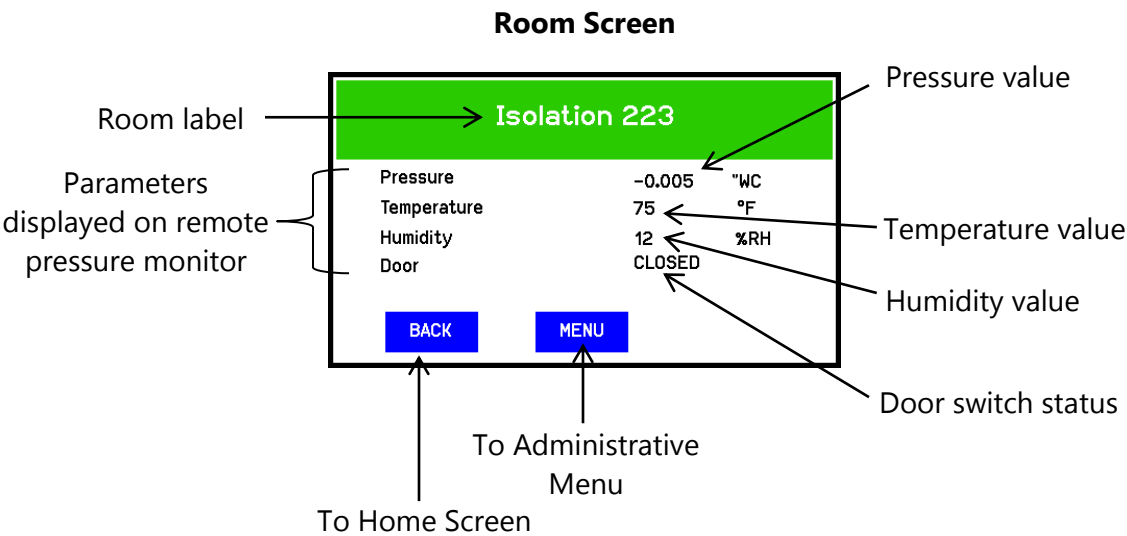 Room Screen
Pressure value
Room label
Isolation 223
Parameters
displayed on remote
pressure monitor
Pressure -0.005 "WC
Temperature 75 °F
Humidity 12 %RH
Door CLOSED
Temperature value
Humidity value
BACK MENU
Door switch status
To Administrative
Menu
To Home Screen